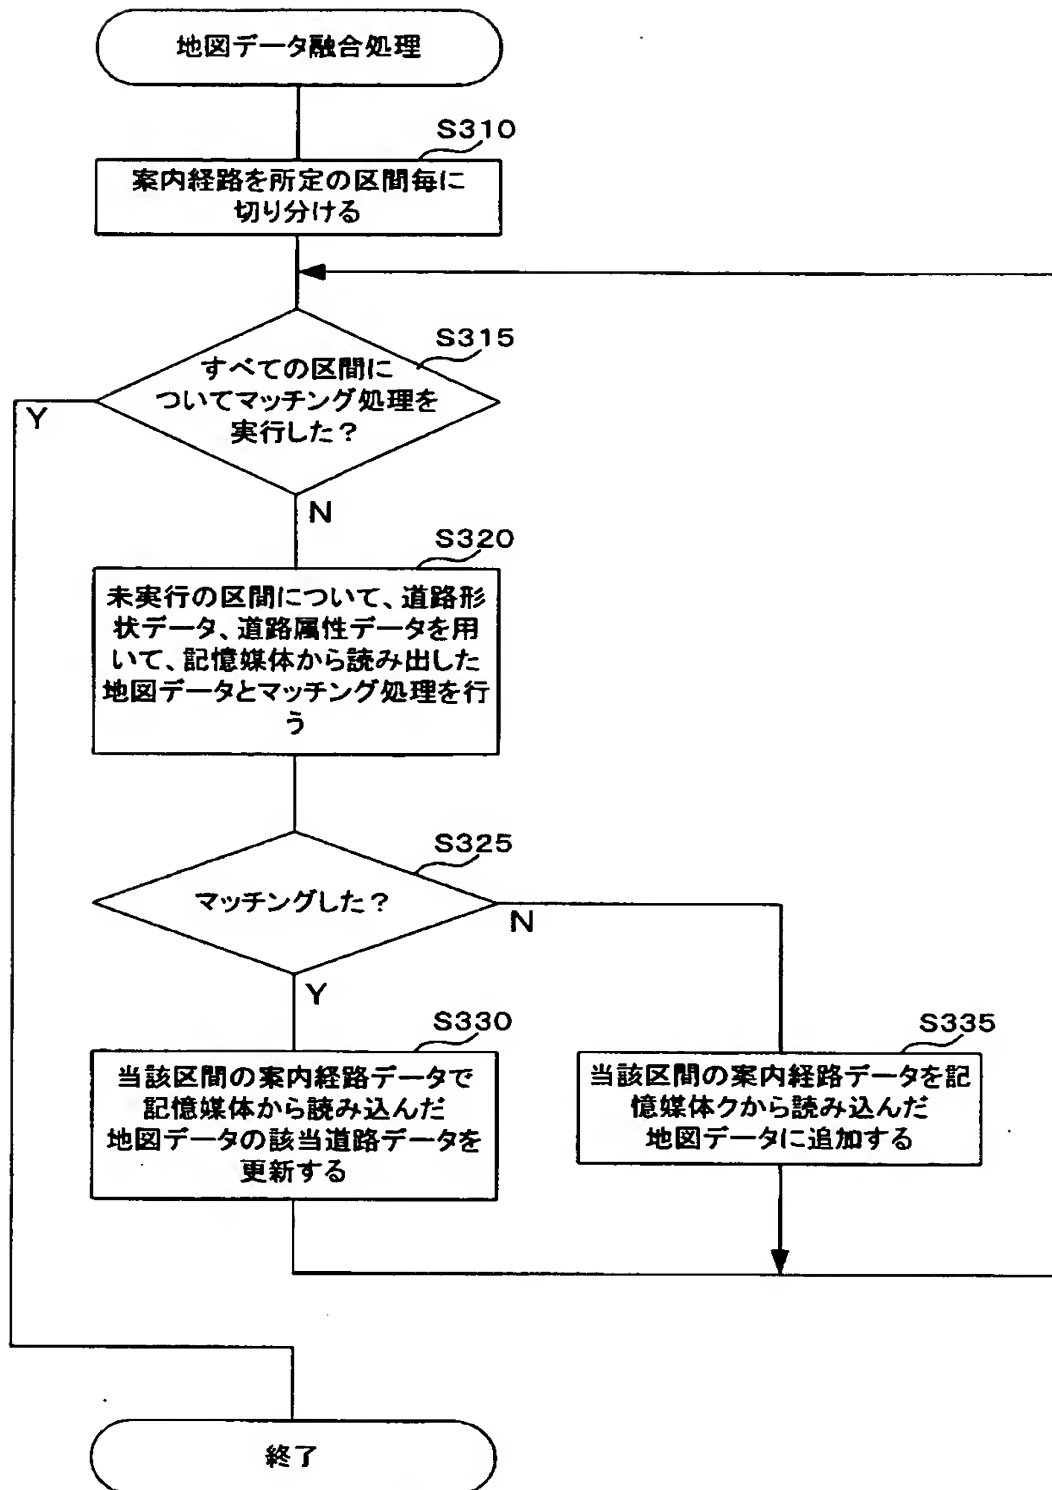 地図データ融合処理
S310
案内経路を所定の区間毎に
切り分ける
S315
すべての区間に
ついてマッチング処理を
実行した？
Y
N
S320
未実行の区間について、道路形
状データ、道路属性データを用
いて、記憶媒体から読み出した
地図データとマッチング処理を行
う
S325
マッチングした？
N
Y
S330
当該区間の案内経路データで
記憶媒体から読み込んだ
地図データの該当道路データを
更新する
S335
当該区間の案内経路データを記
憶媒体クから読み込んだ
地図データに追加する
終了